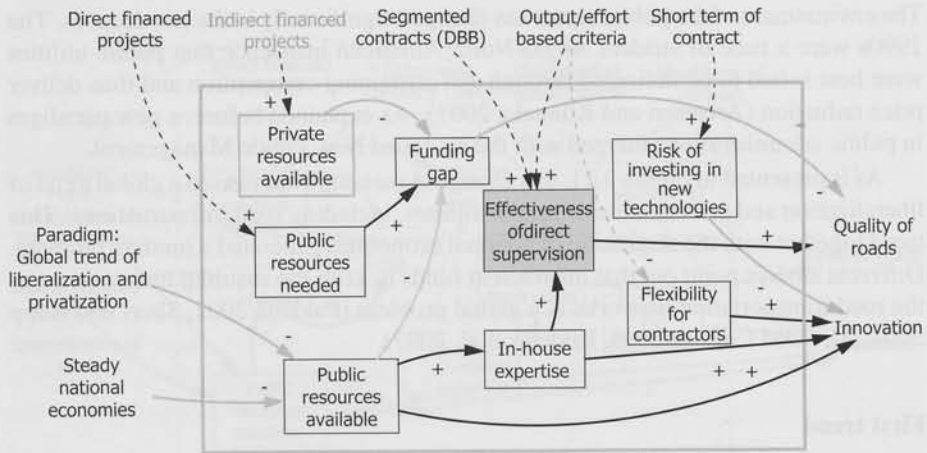 Direct financed
projects
Indirect financed
projects
Segmented
contracts (DBB)
Output/effort
based criteria
Short term of
contract
+
-
-
+
Private
resources
available
Funding
gap
Risk of
investing in
new
technologies
+
+
+
+
Effectiveness
ofdirect
supervision
-
-
Paradigm:
Global trend of
liberalization and
privatization
Public
resources
needed
+
Quality of
roads
+
-
Flexibility
for
contractors
-
+
Innovation
-
+
In-house
expertise
+
+
Steady
national
economies
-
Public
resources
available
First trend